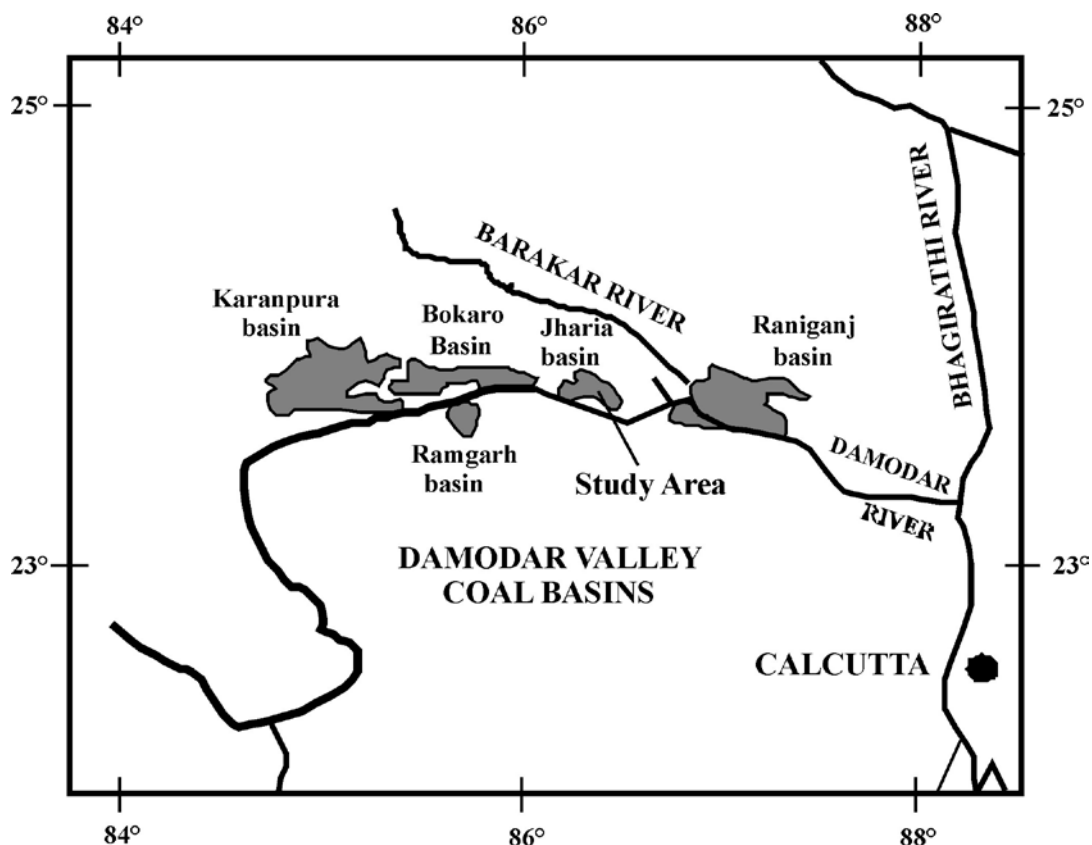 84°
86°
88°
25°
25°
BHAGIRATHI RIVER
BARAKAR RIVER
Karanpura
basin
Bokaro
Basin
Jharia
basin
Raniganj
basin
Ramgarh
basin
Study Area
DAMODAR
RIVER
23°
23°
DAMODAR VALLEY
COAL BASINS
CALCUTTA
84°
86°
88°